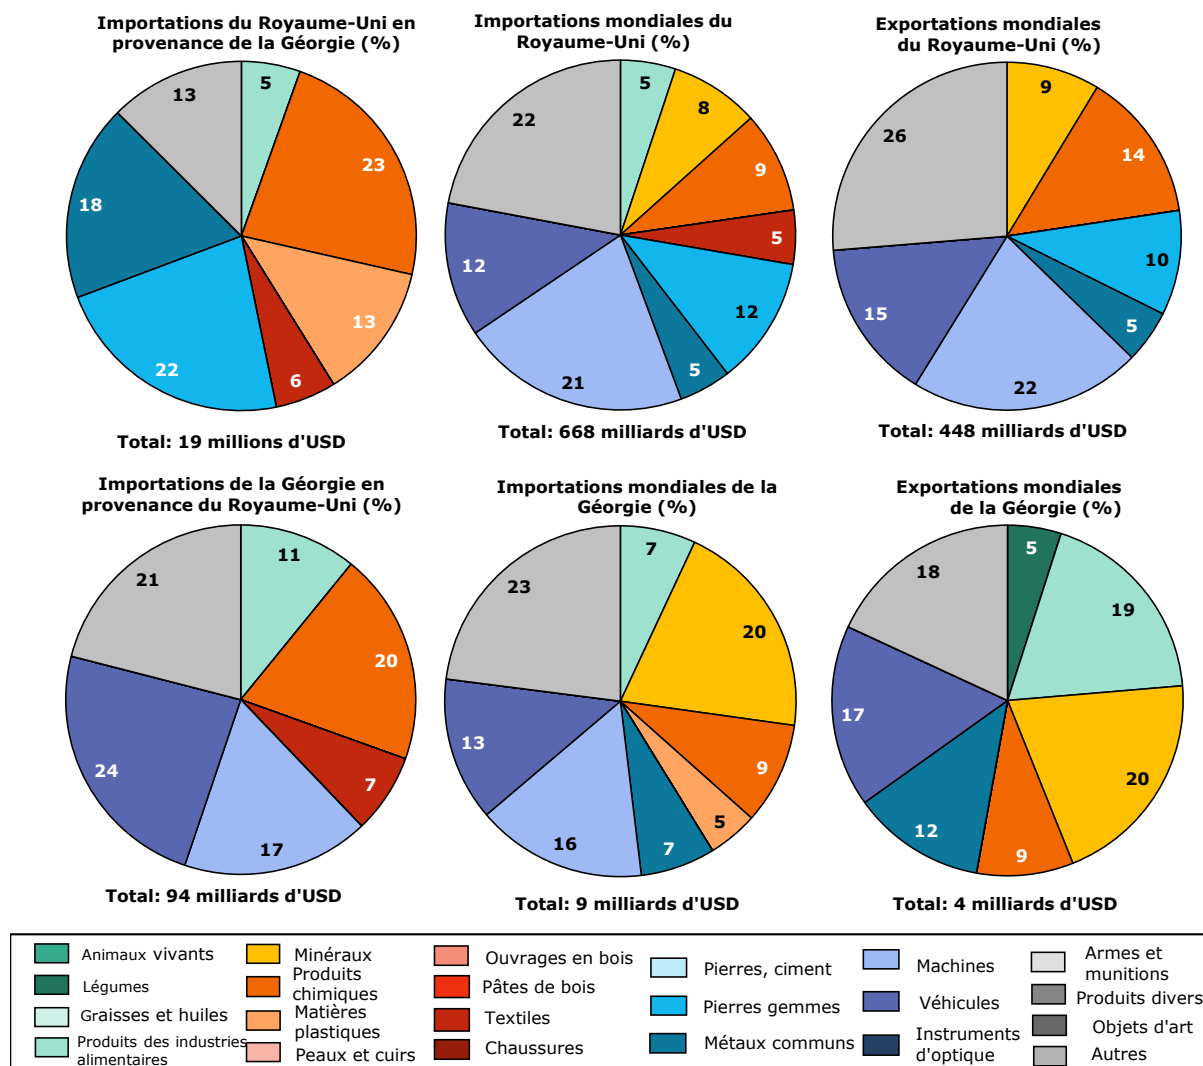 Importations du Royaume-Uni en
provenance de la Géorgie (%)
5
23
13
6
22
18
13
Total: 19 millions d'USD
Importations mondiales du
Royaume-Uni (%)
5
8
9
5
12
5
21
12
22
Total: 668 milliards d'USD
Exportations mondiales
du Royaume-Uni (%)
9
14
10
5
22
15
26
Total: 448 milliards d'USD
Importations de la Géorgie en
provenance du Royaume-Uni (%)
11
20
7
17
24
21
Total: 94 milliards d'USD
Importations mondiales de la
Géorgie (%)
7
20
9
5
7
16
13
23
Total: 9 milliards d'USD
Exportations mondiales
de la Géorgie (%)
5
19
20
9
12
17
18
Total: 4 milliards d'USD
Animaux vivants
Légumes
Graisses et huiles
Produits des industries
alimentaires
Minéraux
Produits
chimiques
Matières
plastiques
Peaux et cuirs
Ouvrages en bois
Pâtes de bois
Textiles
Chaussures
Pierres, ciment
Pierres gemmes
Métaux communs
Machines
Véhicules
Instruments
d'optique
Armes et
munitions
Produits divers
Objets d'art
Autres